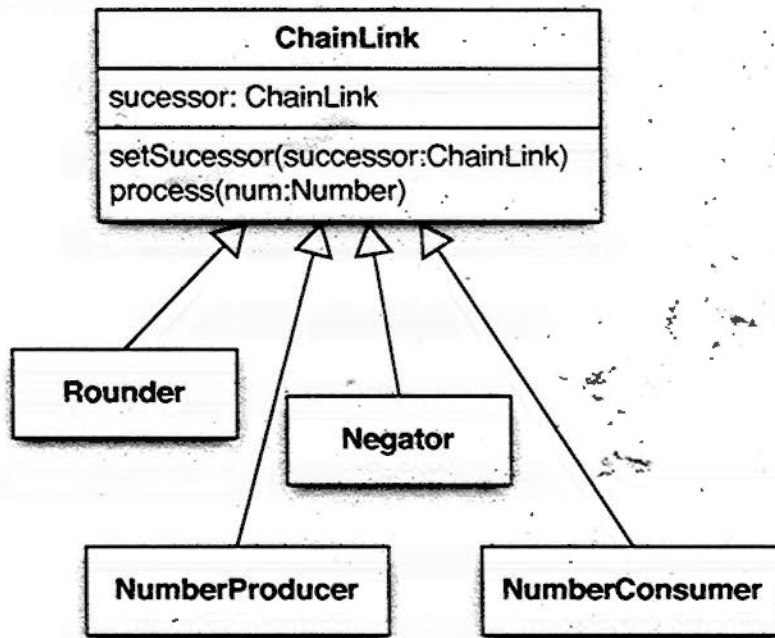 ChainLink
sucessor: ChainLink
setSucessor(successor:ChainLink)
process(num:Number)
Rounder
Negator
NumberProducer
NumberConsumer